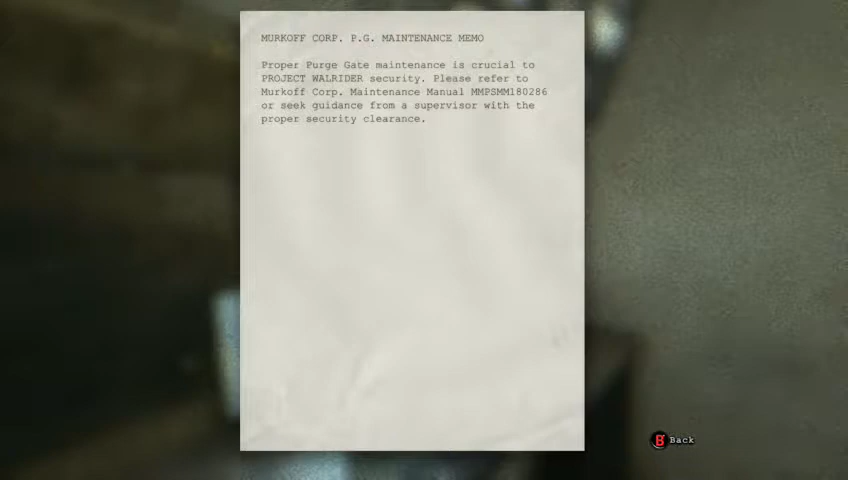 MURKOFF CORP. P.G. MAINTENANCE MEMO
Proper Purge Gate maintenance is crucial to
PROJECT WALRIDER security. Please refer to
Murkoff Corp. Maintenance Manual MMPSMM180286
or seek guidance from a supervisor with the
proper security clearance.
B Back